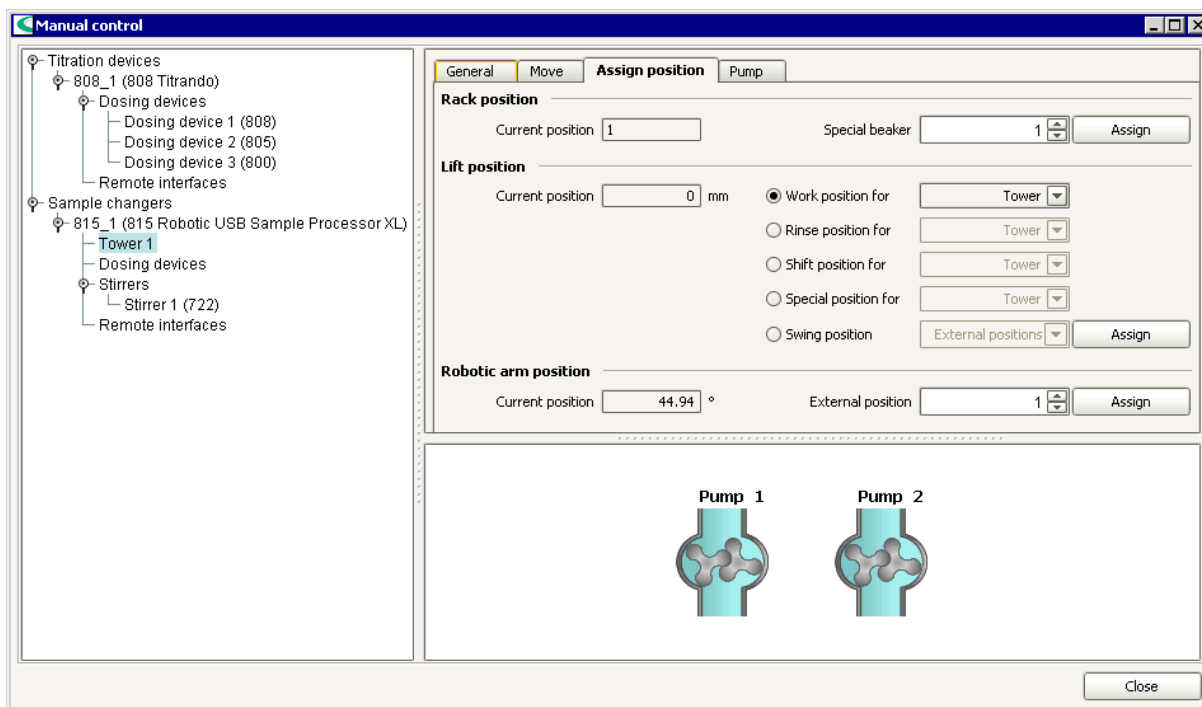 Manual control
Titration devices
808_1 (808 Titrando)
Dosing devices
Dosing device 1 (808)
Dosing device 2 (805)
Dosing device 3 (800)
Remote interfaces
Sample changers
815_1 (815 Robotic USB Sample Processor XL)
Tower 1
Dosing devices
Stirrers
Stirrer 1 (722)
Remote interfaces
General Move Assign position Pump
Rack position
Current position 1 Special beaker 1 Assign
Lift position
Current position 0 mm Work position for Tower
Rinse position for Tower
Shift position for Tower
Special position for Tower
Swing position External positions Assign
Robotic arm position
Current position 44.94 ° External position 1 Assign
Pump 1 Pump 2
Close